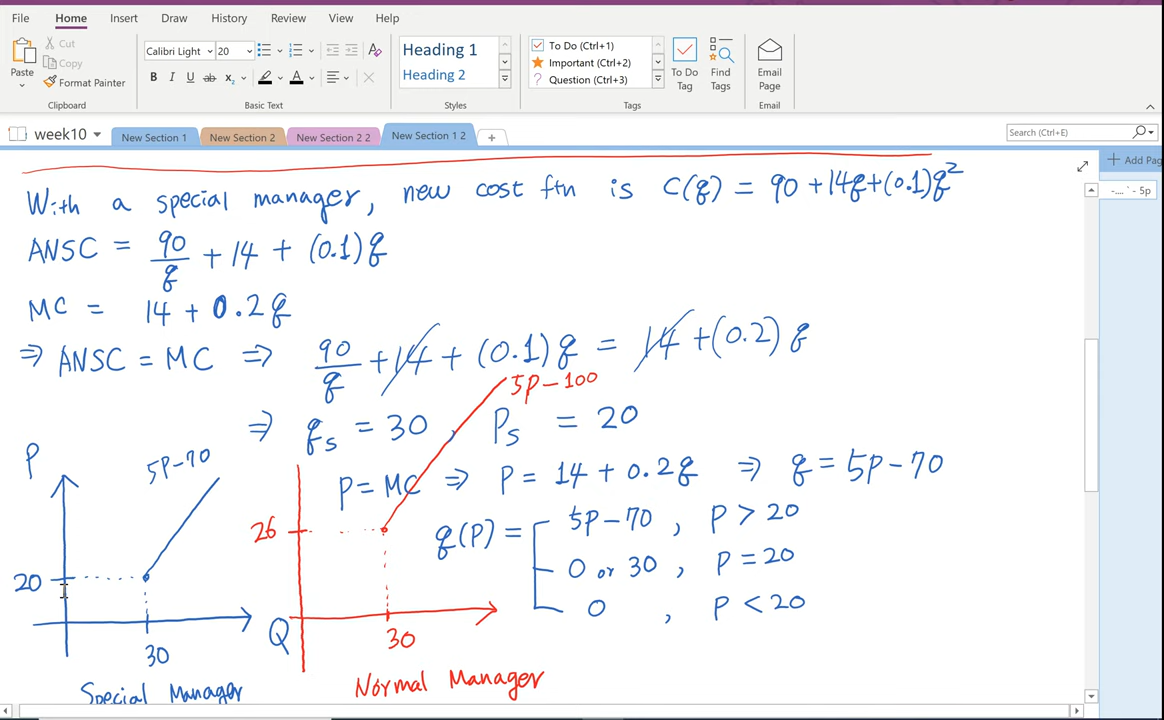 File Home Insert Draw History Review View Help
Paste
Cut
Copy
Format Painter
Clipboard
Calibri Light 20
B I U ab x₂ A
Basic Text
Heading 1
Heading 2
Styles
To Do (Ctrl+1)
Important (Ctrl+2)
? Question (Ctrl+3)
Tags
To Do Tag
Find Tags
Email Page
Email
week10 New Section 1 New Section 2 New Section 2 2 New Section 1 2 +
Search (Ctrl+E)
Add Pag
-.... ` - 5p
With a special manager, new cost ftn is C(q) = 90 + 14q + (0.1)q²
ANSC = 90/q + 14 + (0.1)q
MC = 14 + 0.2q
⇒ ANSC = MC ⇒ 90/q + 14 + (0.1)q = 14 + (0.2)q
5P-100
⇒ qs = 30 , Ps = 20
P
5P-70
P = MC ⇒ P = 14 + 0.2q ⇒ q = 5P-70
26
q(P) = 5P-70 , P > 20
0 or 30 , P = 20
0 , P < 20
20
30
Q
30
Special Manager
Normal Manager